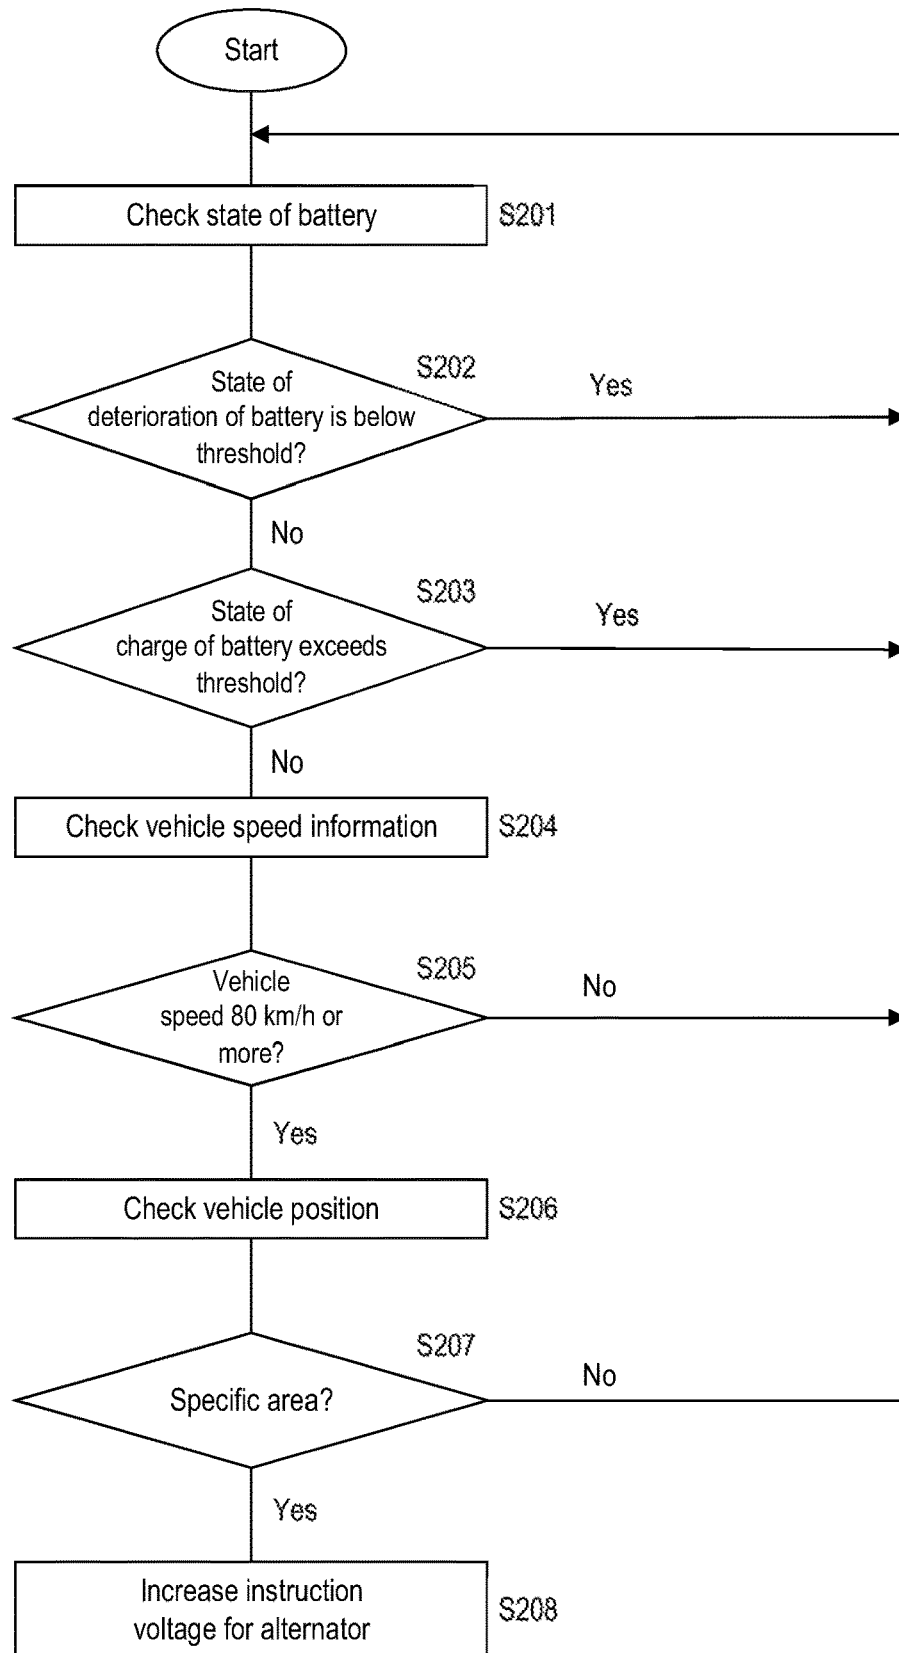 Start
Check state of battery
S201
S202
State of
deterioration of battery is below
threshold?
Yes
No
S203
State of
charge of battery exceeds
threshold?
Yes
No
Check vehicle speed information
S204
S205
Vehicle
speed 80 km/h or
more?
No
Yes
Check vehicle position
S206
S207
Specific area?
No
Yes
Increase instruction
voltage for alternator
S208